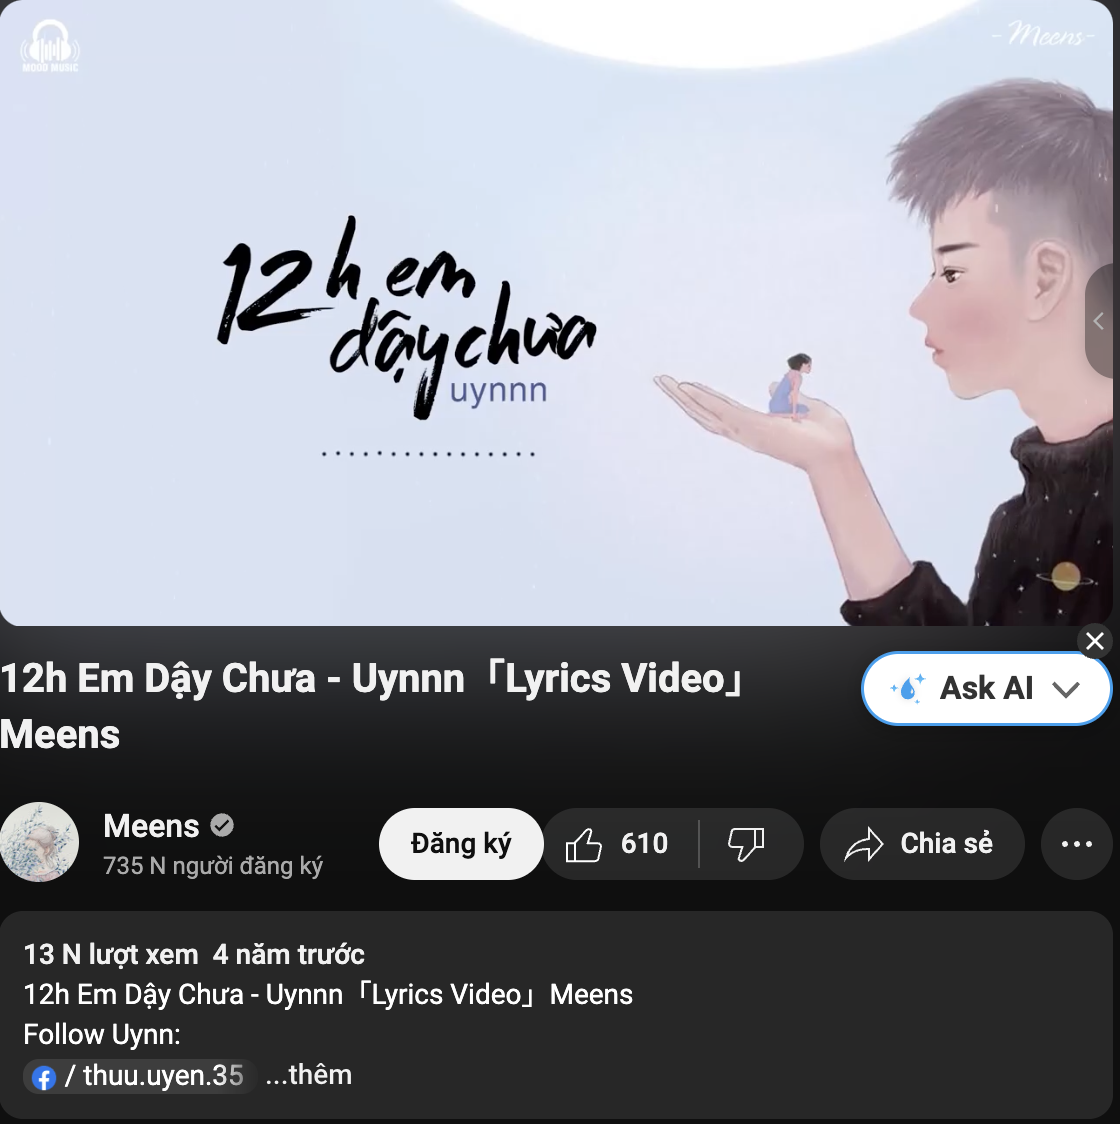 MOOD MUSIC
-Meens-
12h em
dậy chưa
uynnn
12h Em Dậy Chưa - Uynnn「Lyrics Video」
Meens
Ask AI
Meens
735 N người đăng ký
Đăng ký
610
Chia sẻ
13 N lượt xem 4 năm trước
12h Em Dậy Chưa - Uynnn「Lyrics Video」Meens
Follow Uynn:
/ thuu.uyen.35 ...thêm